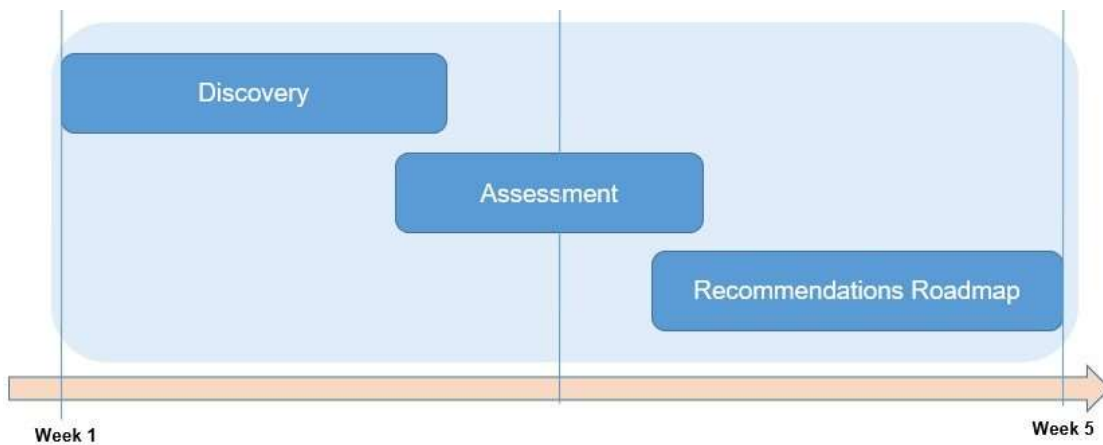 Discovery
Assessment
Recommendations Roadmap
Week 1
Week 5